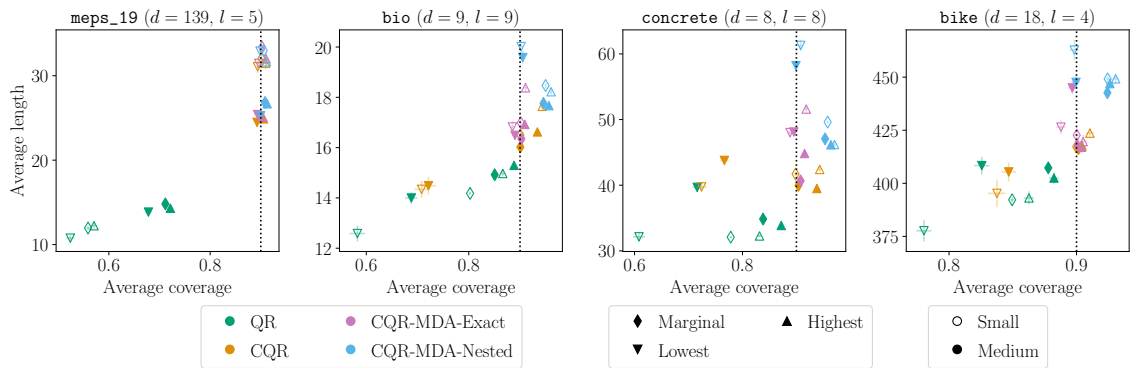 meps_19 (d = 139, l = 5)
bio (d = 9, l = 9)
concrete (d = 8, l = 8)
bike (d = 18, l = 4)
Average length
30
20
10
0.6
0.8
Average coverage
20
18
16
14
12
0.6
0.8
Average coverage
60
50
40
30
0.6
0.8
Average coverage
450
425
400
375
0.8
0.9
Average coverage
QR
CQR
CQR-MDA-Exact
CQR-MDA-Nested
Marginal
Lowest
Highest
Small
Medium